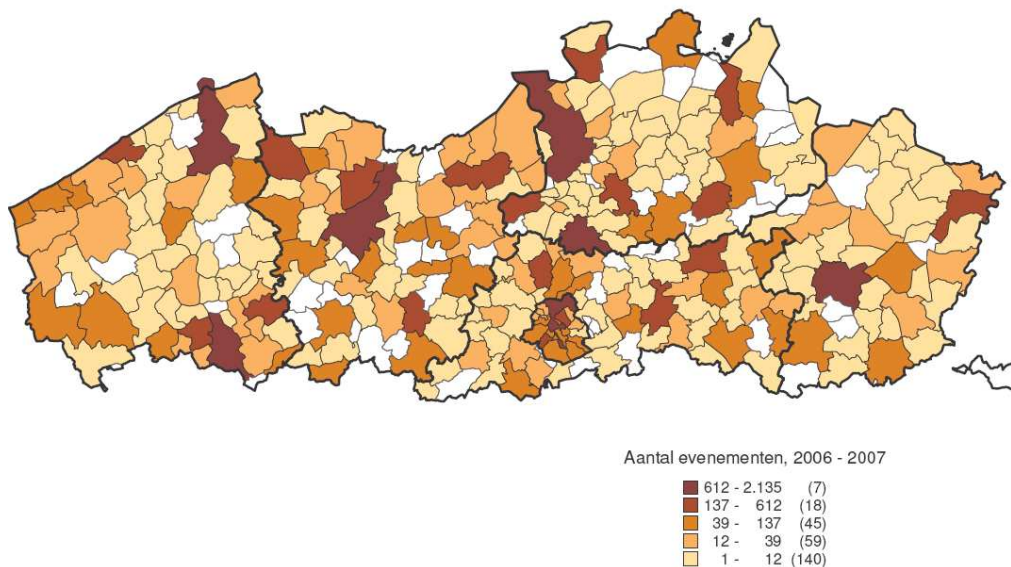 Aantal evenementen, 2006 - 2007
612 - 2.135 (7)
137 - 612 (18)
39 - 137 (45)
12 - 39 (59)
1 - 12 (140)